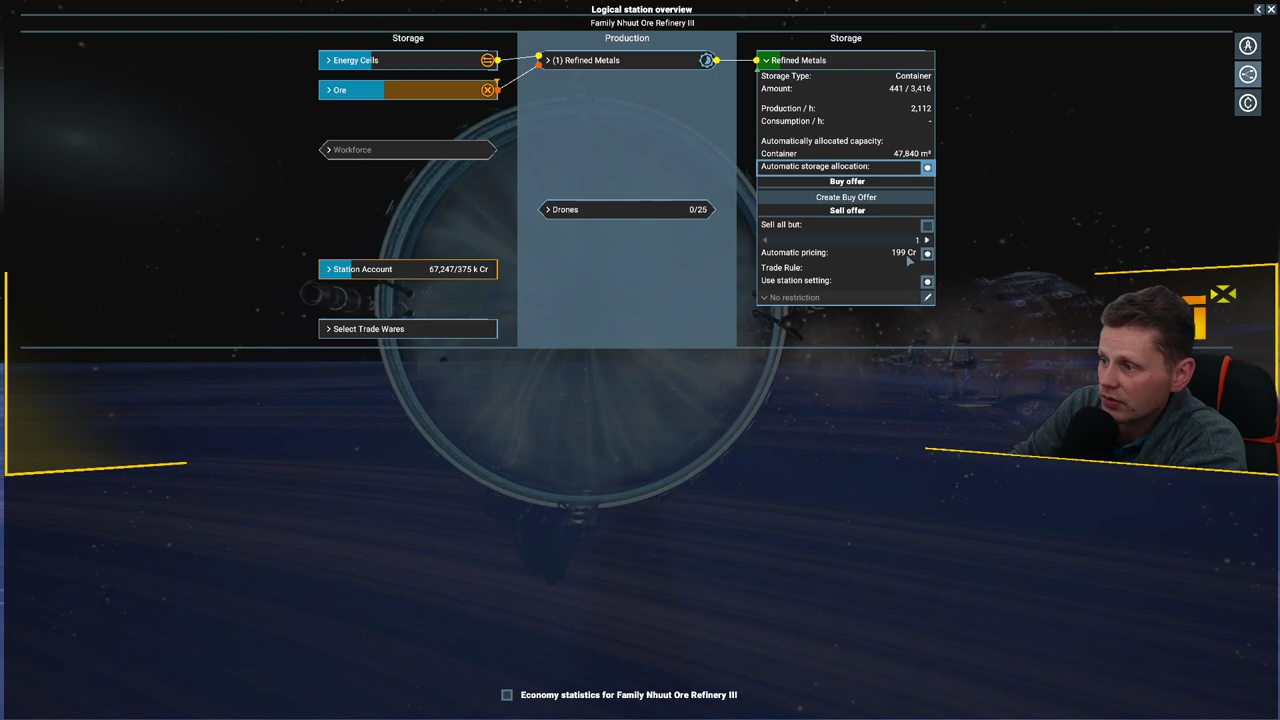 Logical station overview
Family Nhuut Ore Refinery III
Storage
Production
Storage
Energy Cells
(1) Refined Metals
Refined Metals
Storage Type: Container
Amount: 441 / 3,416
Ore
Production / h: 2,112
Consumption / h: -
Automatically allocated capacity:
Workforce
Container 47,840 m³
Automatic storage allocation:
Buy offer
Create Buy Offer
Drones 0/25
Sell offer
Sell all but:
1
Automatic pricing: 199 Cr
Trade Rule:
Station Account 67,247/375 k Cr
Use station setting:
No restriction
Select Trade Wares
Economy statistics for Family Nhuut Ore Refinery III